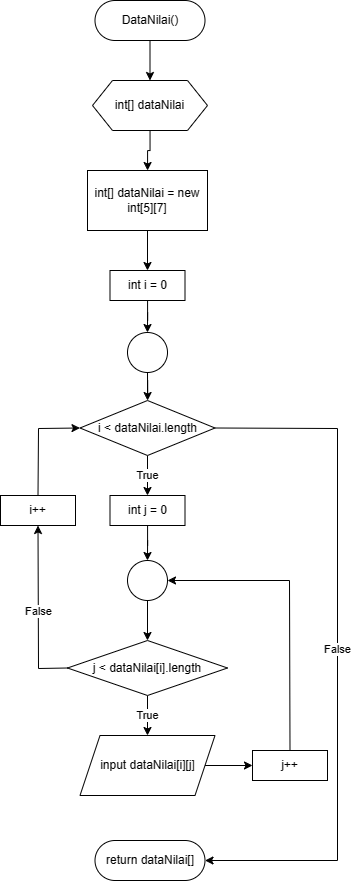 DataNilai()
int[] dataNilai
int[] dataNilai = new
int[5][7]
int i = 0
i < dataNilai.length
True
i++
int j = 0
False
False
j < dataNilai[i].length
True
input dataNilai[i][j]
j++
return dataNilai[]